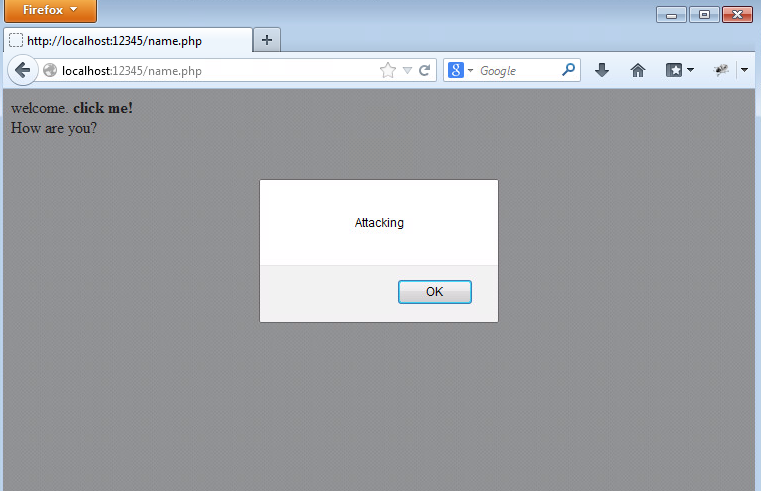 Firefox
http://localhost:12345/name.php
localhost:12345/name.php
Google
welcome. click me!
How are you?
Attacking
OK